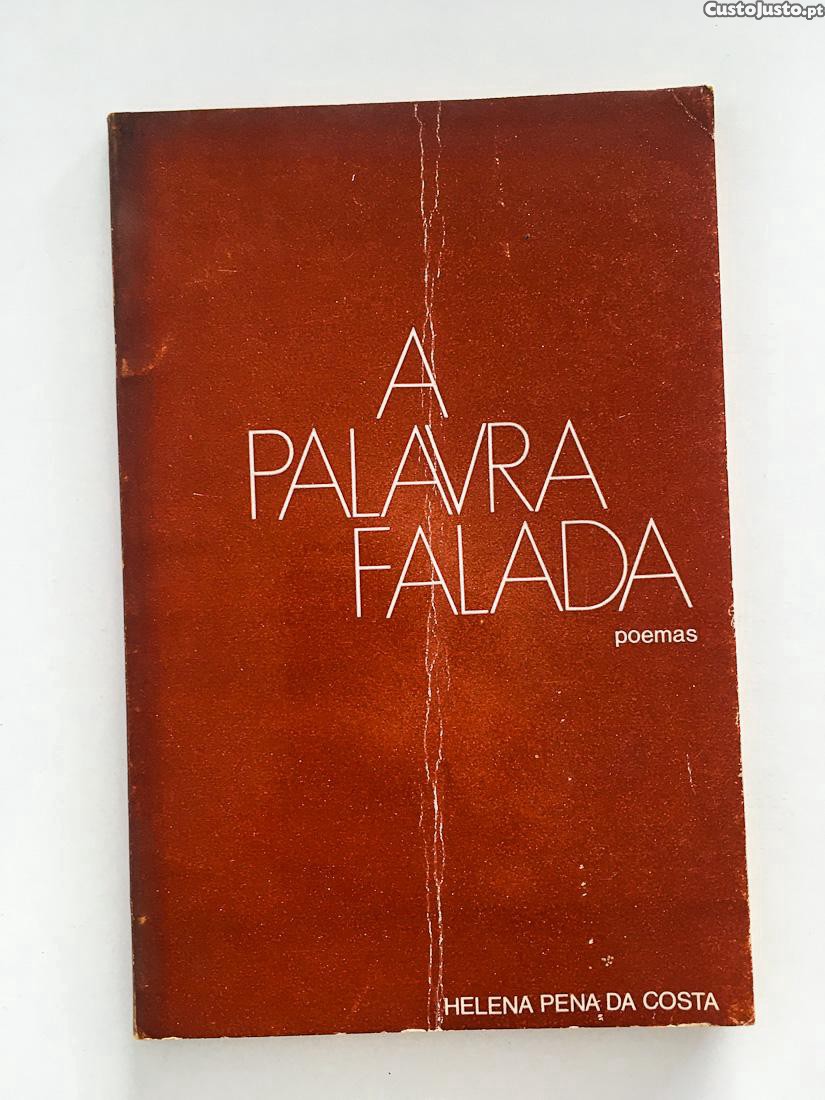 CustoJusto.pt
A
PALAVRA
FALADA
poemas
HELENA PENA DA COSTA